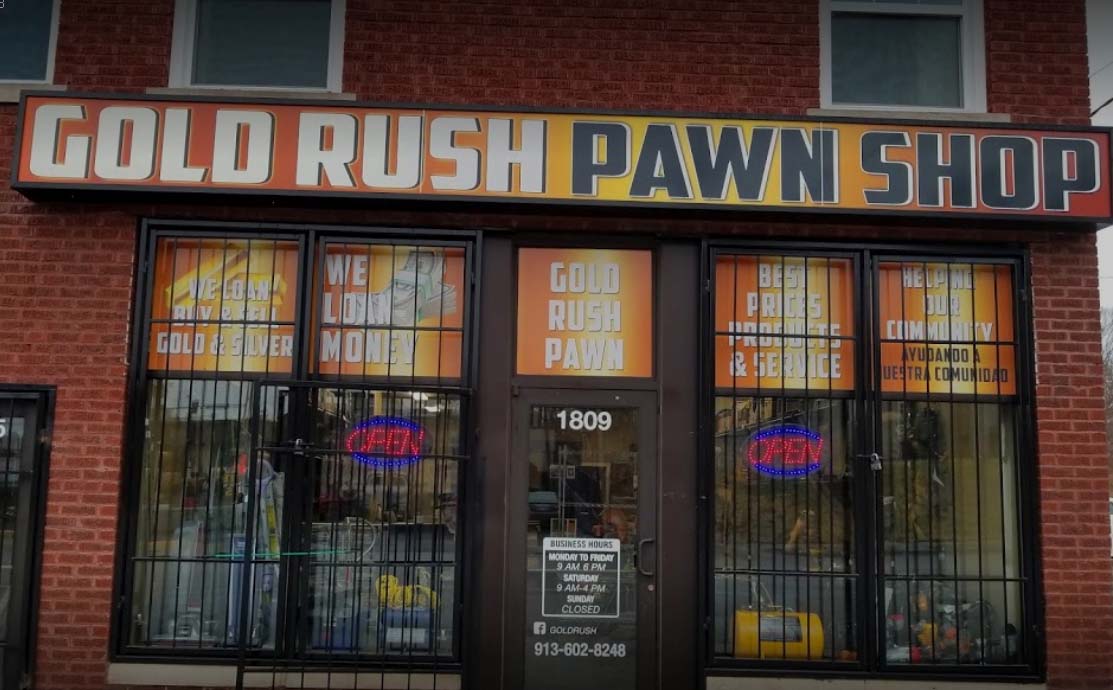 GOLD RUSH PAWN SHOP
WE LOAN
BUY & SELL
GOLD & SILVER
WE
LOAN
MONEY
GOLD
RUSH
PAWN
BEST
PRICES
PRODUCTS
& SERVICE
HELPING
OUR
COMMUNITY
AYUDANDO A
NUESTRA COMUNIDAD
OPEN
1809
OPEN
BUSINESS HOURS
MONDAY TO FRIDAY
9 AM-6 PM
SATURDAY
9 AM-4 PM
SUNDAY
CLOSED
GOLDRUSH
913-602-8248
5